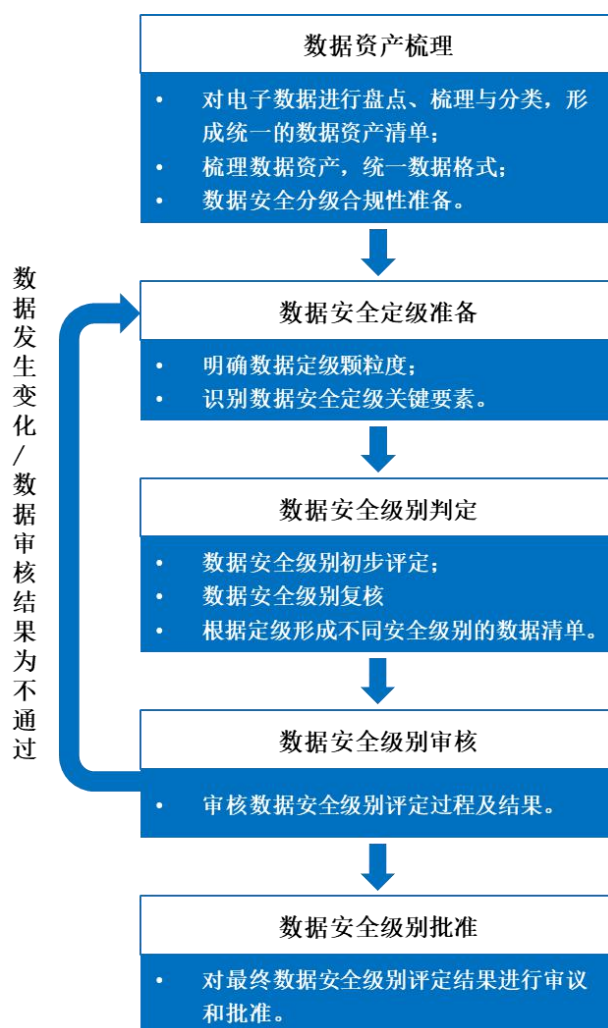 数据资产梳理
• 对电子数据进行盘点、梳理与分类，形
成统一的数据资产清单；
• 梳理数据资产，统一数据格式；
• 数据安全分级合规性准备。
数据安全定级准备
• 明确数据定级颗粒度；
• 识别数据安全定级关键要素。
数据安全级别判定
• 数据安全级别初步评定；
• 数据安全级别复核
• 根据定级形成不同安全级别的数据清单。
数据安全级别审核
• 审核数据安全级别评定过程及结果。
数据安全级别批准
• 对最终数据安全级别评定结果进行审议
和批准。
数据发生变化/数据审核结果为不通过